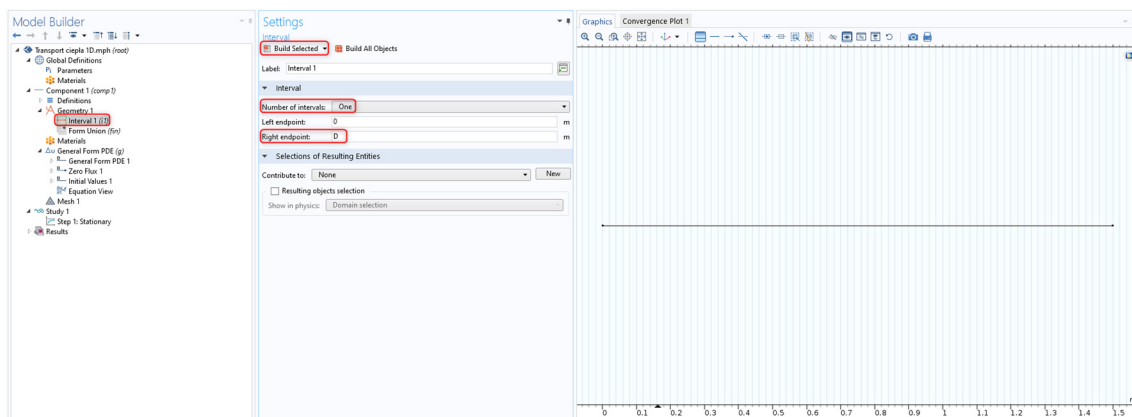 Model Builder
Transport ciepła 1D.mph (root)
Global Definitions
Pi Parameters
Materials
Component 1 (comp1)
Definitions
Geometry 1
Interval 1 (i1)
Form Union (fin)
Materials
Δu General Form PDE (g)
General Form PDE 1
Zero Flux 1
Initial Values 1
Equation View
Mesh 1
Study 1
Step 1: Stationary
Results
Settings
Interval
Build Selected
Build All Objects
Label: Interval 1
Interval
Number of intervals: One
Left endpoint: 0 m
Right endpoint: D m
Selections of Resulting Entities
Contribute to: None New
Resulting objects selection
Show in physics: Domain selection
Graphics Convergence Plot 1
0 0.1 0.2 0.3 0.4 0.5 0.6 0.7 0.8 0.9 1 1.1 1.2 1.3 1.4 1.5